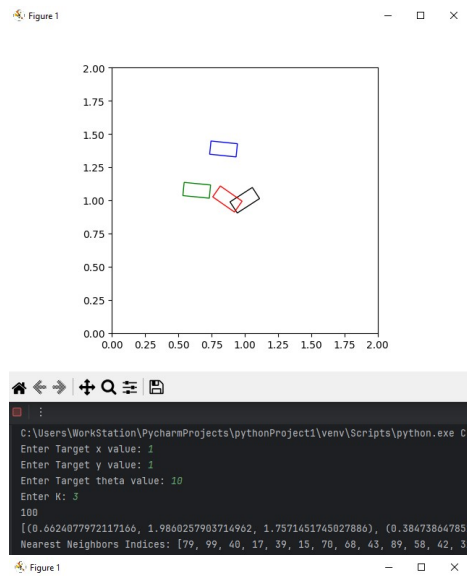 Figure 1
2.00
1.75
1.50
1.25
1.00
0.75
0.50
0.25
0.00
0.00 0.25 0.50 0.75 1.00 1.25 1.50 1.75 2.00
C:\Users\WorkStation\PycharmProjects\pythonProject1\venv\Scripts\python.exe C
Enter Target x value: 1
Enter Target y value: 1
Enter Target theta value: 10
Enter K: 3
100
[(0.6624077972117166, 1.9860257903714962, 1.7571451745027886), (0.38473864785
Nearest Neighbors Indices: [79, 99, 40, 17, 39, 15, 70, 68, 43, 89, 58, 42, 3
Figure 1